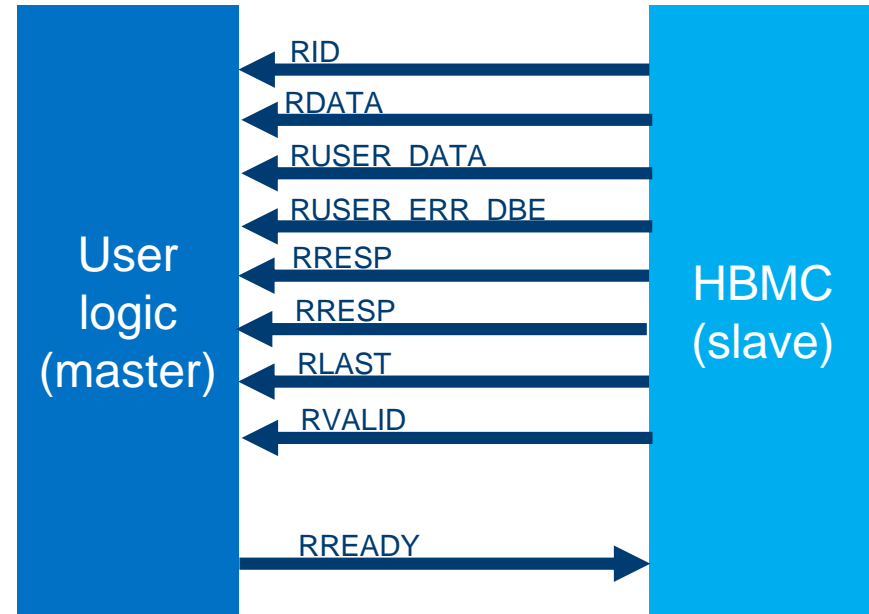 User
logic
(master)
RID
RDATA
RUSER_DATA
RUSER_ERR_DBE
RRESP
RRESP
RLAST
RVALID
RREADY
HBMC
(slave)